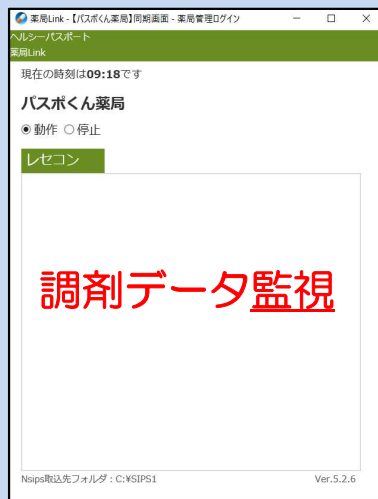 薬局Link - 【パスポくん薬局】同期画面 - 薬局管理ログイン
ヘルシーパスポート
薬局Link
現在の時刻は09:18です
パスポくん薬局
動作 停止
レセコン
調剤データ監視
Nsips取込先フォルダ : C:¥SIPS1 Ver.5.2.6